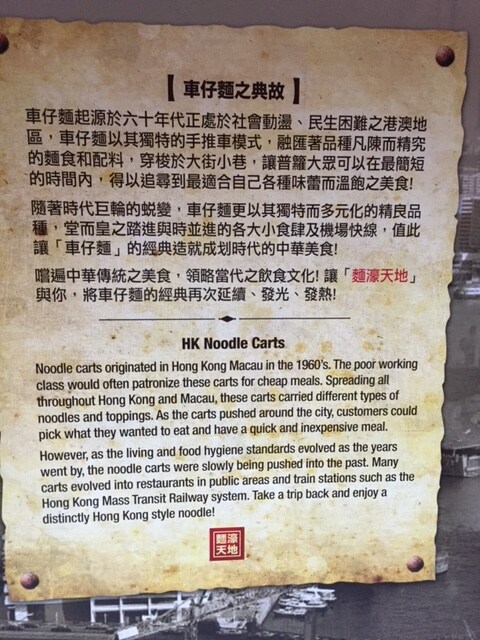 【 車仔麵之典故 】
車仔麵起源於六十年代正處於社會動盪、民生困難之港澳地
區，車仔麵以其獨特的手推車模式，融匯著品種凡陳而精究
的麵食和配料，穿梭於大街小巷，讓普籮大眾可以在最簡短
的時間內，得以追尋到最適合自己各種味蕾而溫飽之美食!
隨著時代巨輪的蛻變，車仔麵更以其獨特而多元化的精良品
種，堂而皇之踏進與時並進的各大小食肆及機場快線，值此
讓「車仔麵」的經典造就成划時代的中華美食!
嚐遍中華傳統之美食，領略當代之飲食文化! 讓「麵濠天地」
與你，將車仔麵的經典再次延續、發光、發熱!
HK Noodle Carts
Noodle carts originated in Hong Kong Macau in the 1960's. The poor working
class would often patronize these carts for cheap meals. Spreading all
throughout Hong Kong and Macau, these carts carried different types of
noodles and toppings. As the carts pushed around the city, customers could
pick what they wanted to eat and have a quick and inexpensive meal.
However, as the living and food hygiene standards evolved as the years
went by, the noodle carts were slowly being pushed into the past. Many
carts evolved into restaurants in public areas and train stations such as the
Hong Kong Mass Transit Railway system. Take a trip back and enjoy a
distinctly Hong Kong style noodle!
麵濠
天地